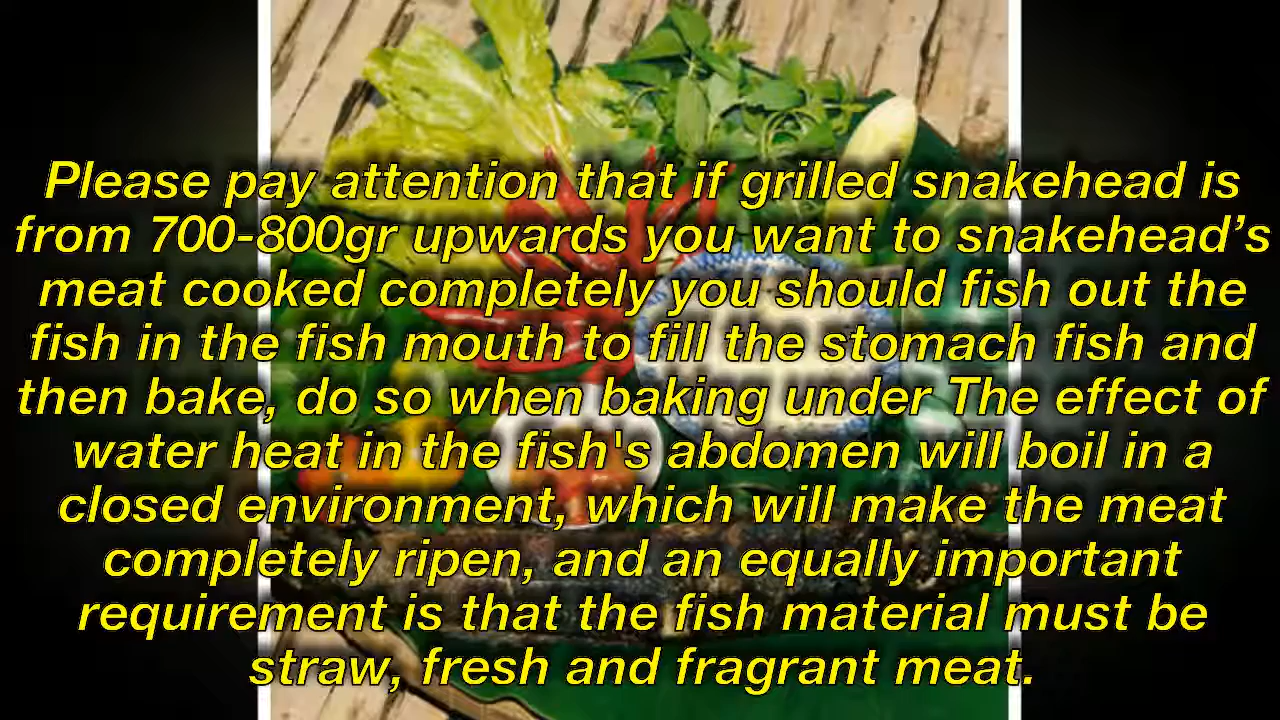 Please pay attention that if grilled snakehead is
from 700-800gr upwards you want to snakehead’s
meat cooked completely you should fish out the
fish in the fish mouth to fill the stomach fish and
then bake, do so when baking under The effect of
water heat in the fish's abdomen will boil in a
closed environment, which will make the meat
completely ripen, and an equally important
requirement is that the fish material must be
straw, fresh and fragrant meat.